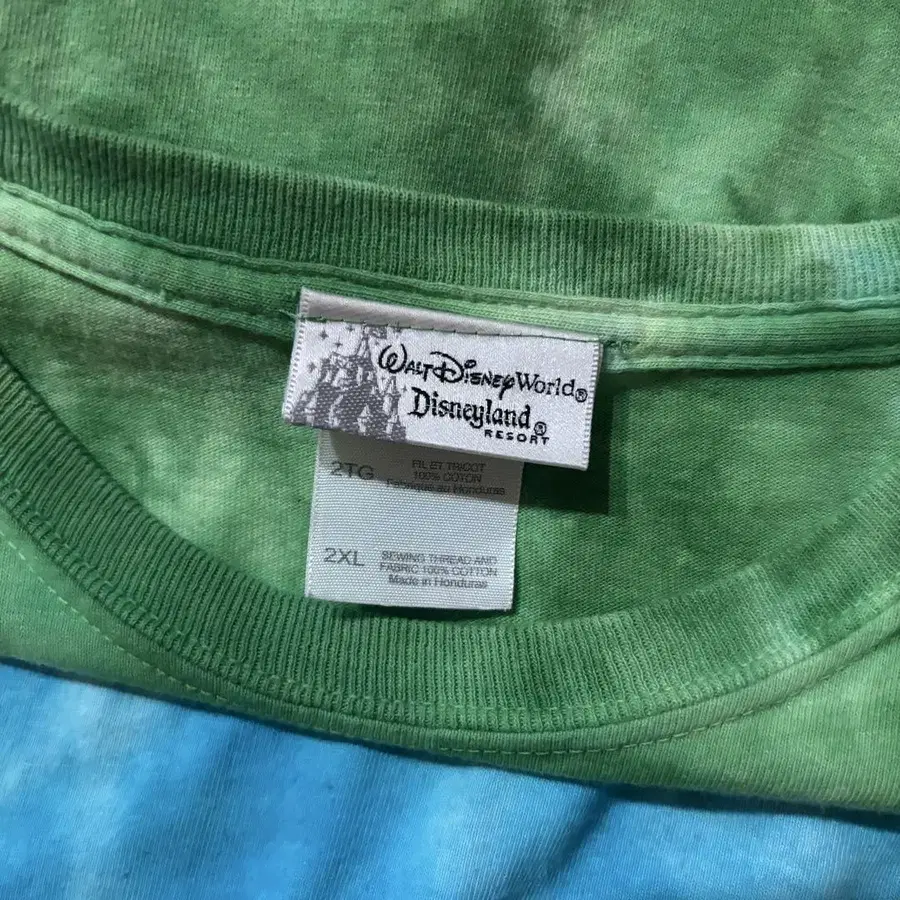 WALT DISNEY World®
Disneyland®
RESORT
2TG
FIL ET TRICOT
100% COTON
Fabriqué au Honduras
2XL
SEWING THREAD AND
FABRIC 100% COTTON
Made in Honduras